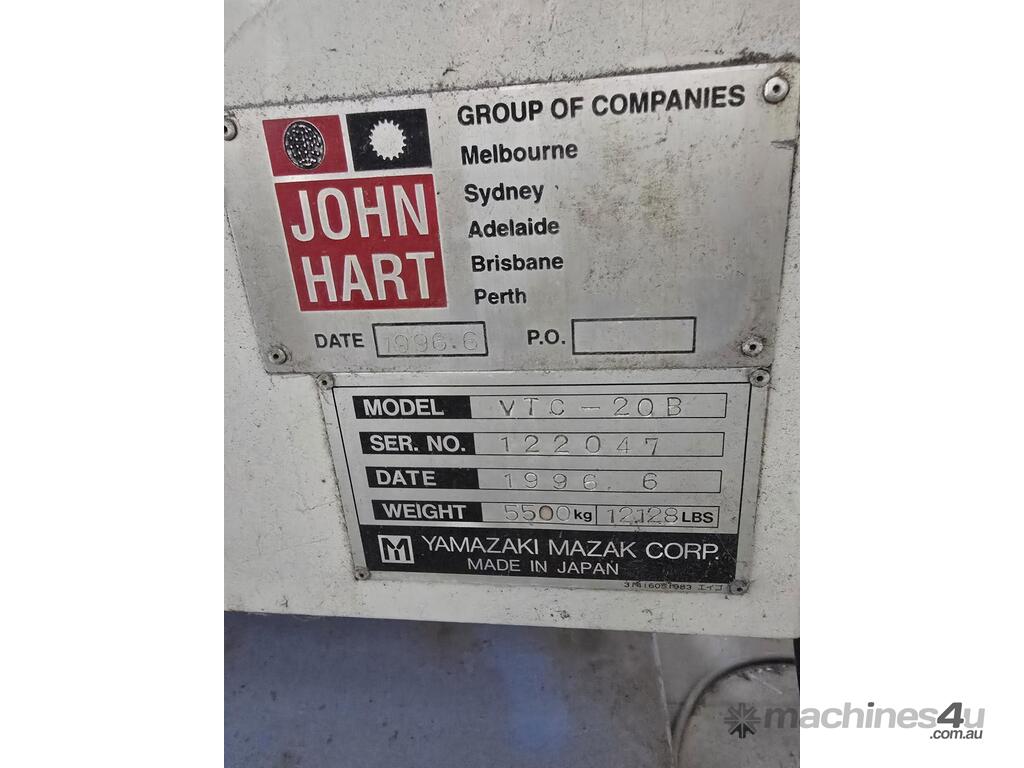 JOHN
HART
GROUP OF COMPANIES
Melbourne
Sydney
Adelaide
Brisbane
Perth
DATE 1996.6 P.O.
MODEL VTC-20B
SER. NO. 122047
DATE 1996. 6
WEIGHT 5500kg 12128LBS
YAMAZAKI MAZAK CORP.
MADE IN JAPAN
machines4u
.com.au